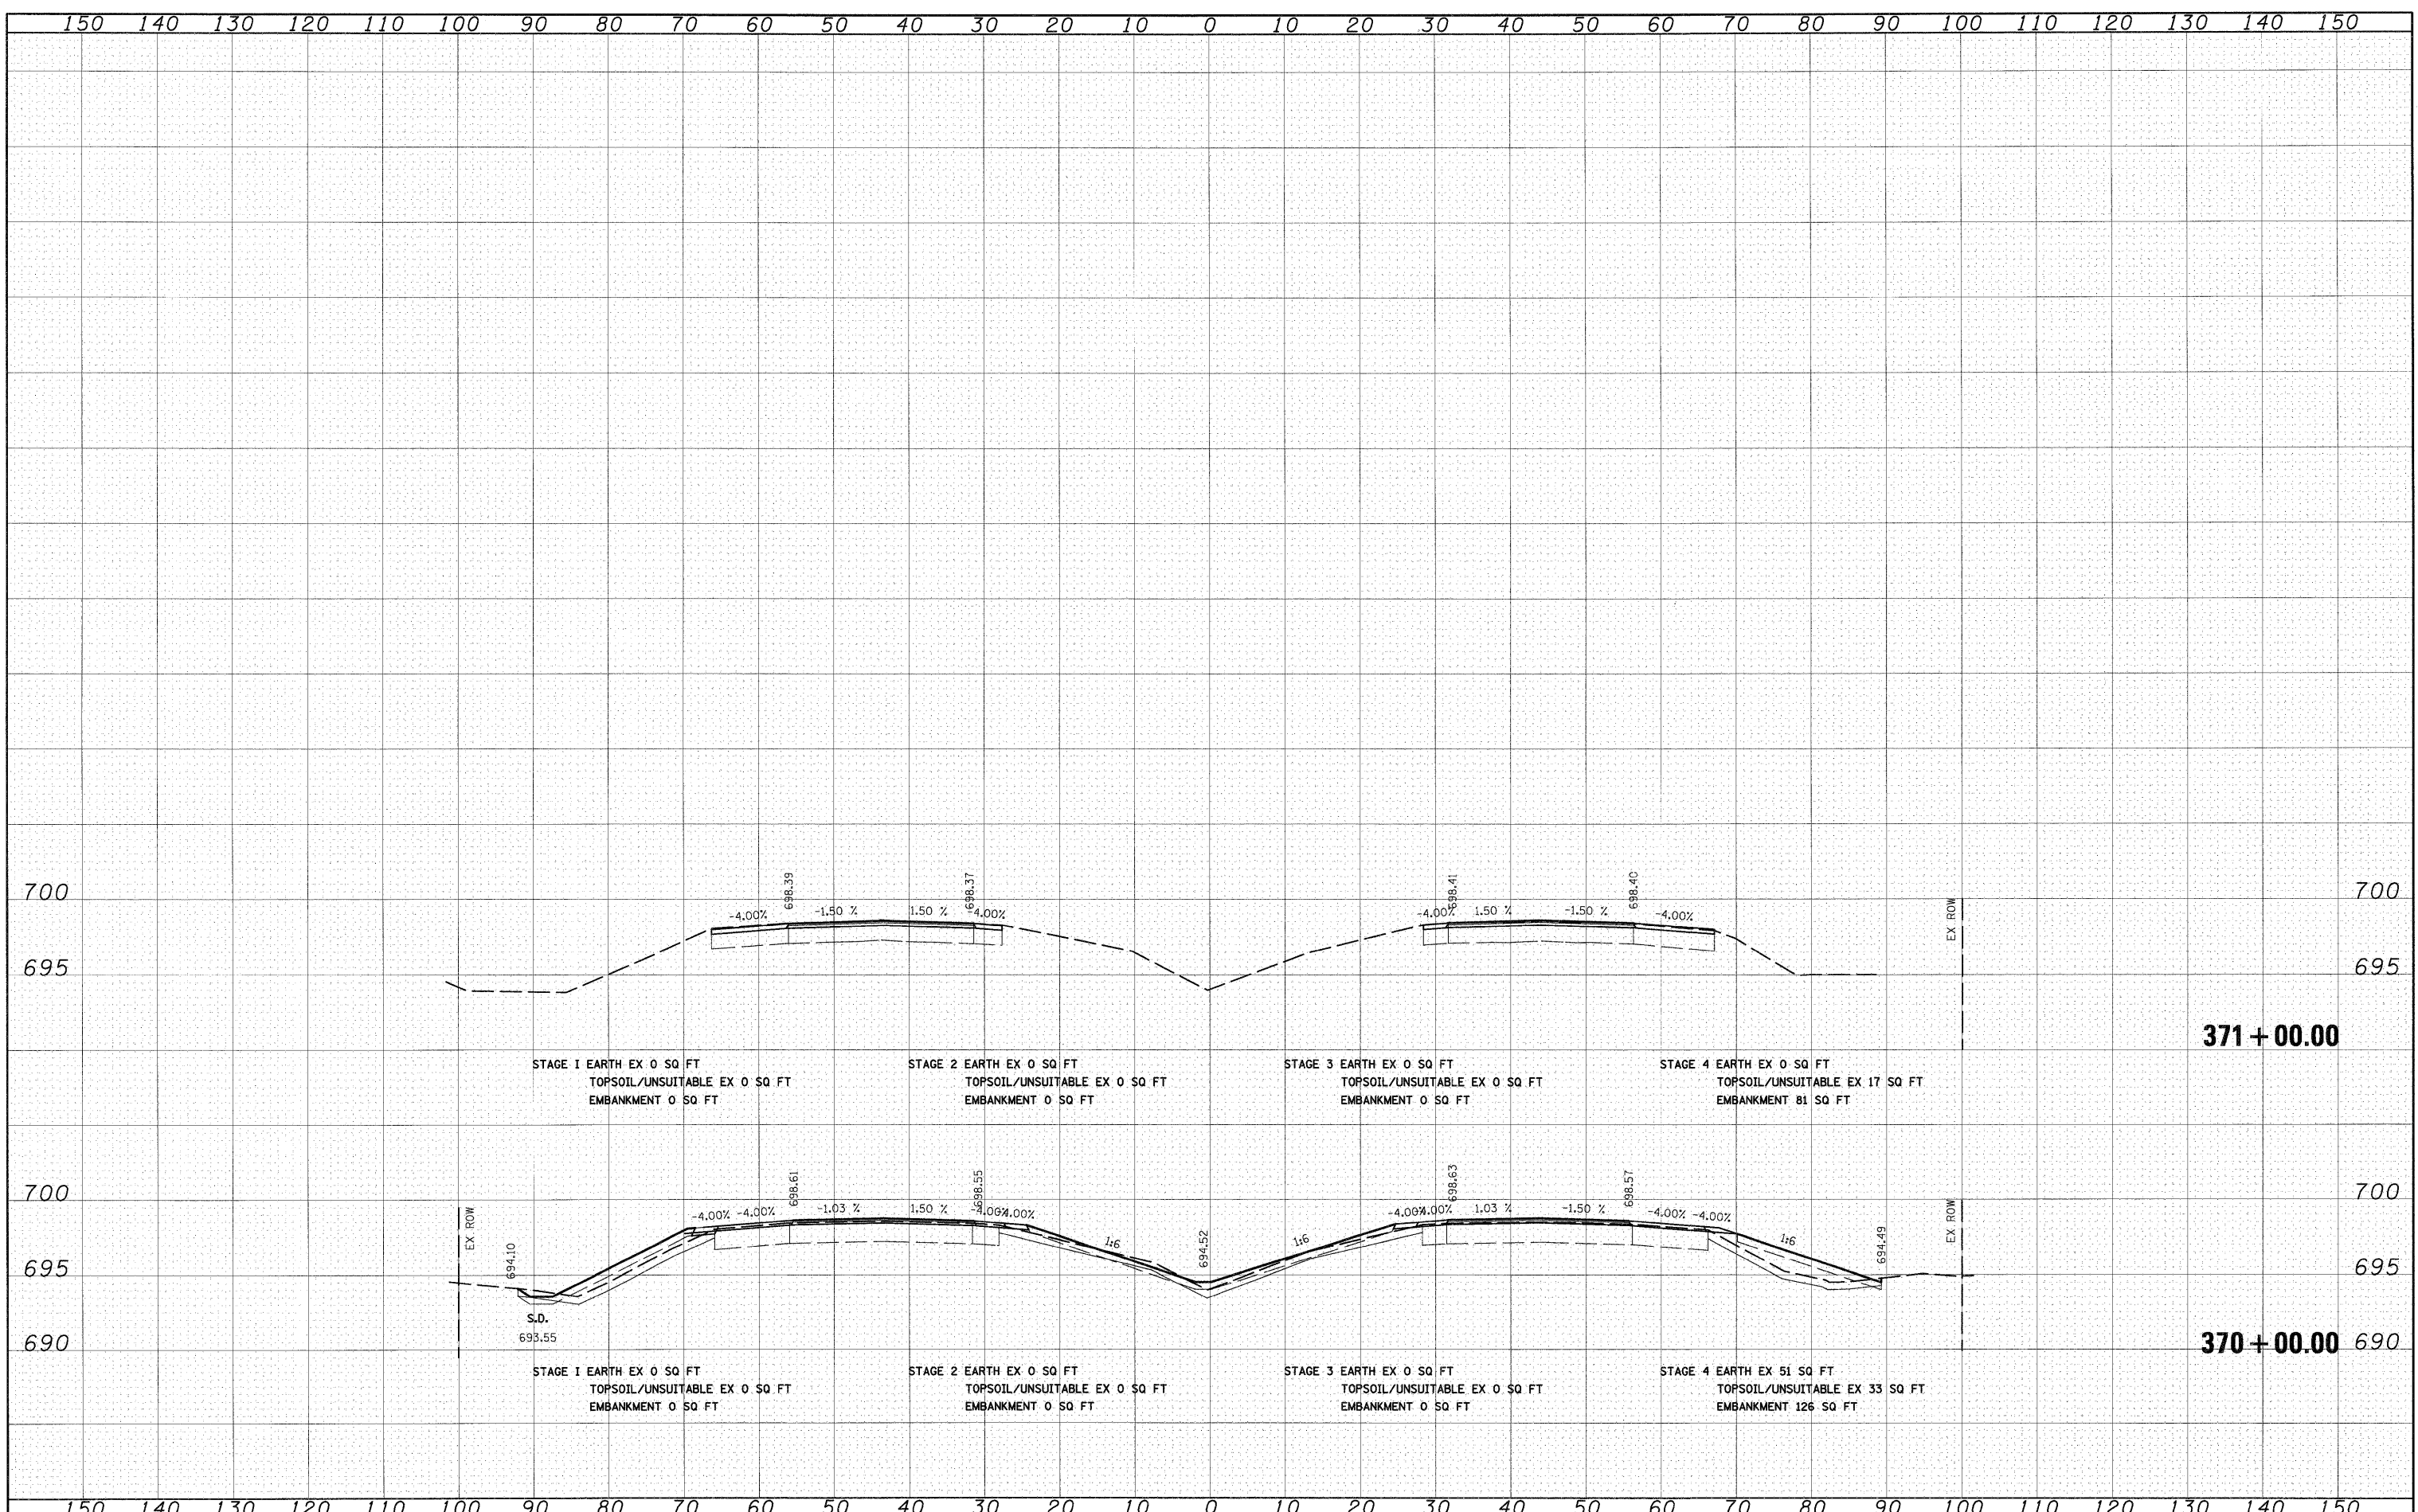 150 140 130 120 110 100 90 80 70 60 50 40 30 20 10 0 10 20 30 40 50 60 70 80 90 100 110 120 130 140 150
698.39 698.37 698.41 698.40
700 700
-4.00% -1.50 % 1.50 % -4.00% -4.00% 1.50 % -1.50 % -4.00%
EX ROW
695 695
371+00.00
STAGE 1 EARTH EX 0 SQ FT STAGE 2 EARTH EX 0 SQ FT STAGE 3 EARTH EX 0 SQ FT STAGE 4 EARTH EX 0 SQ FT
TOPSOIL/UNSUITABLE EX 0 SQ FT TOPSOIL/UNSUITABLE EX 0 SQ FT TOPSOIL/UNSUITABLE EX 0 SQ FT TOPSOIL/UNSUITABLE EX 17 SQ FT
EMBANKMENT 0 SQ FT EMBANKMENT 0 SQ FT EMBANKMENT 0 SQ FT EMBANKMENT 81 SQ FT
698.61 698.55 698.63 698.57
700 700
-4.00% -4.00% -1.03 % 1.50 % -4.00% -4.00% -4.00% -4.00% 1.03 % -1.50 % -4.00% -4.00%
EX ROW EX ROW
694.10 1:6 694.52 1:6 1:6 694.49
695 695
S.D.
693.55
690 370+00.00 690
STAGE 1 EARTH EX 0 SQ FT STAGE 2 EARTH EX 0 SQ FT STAGE 3 EARTH EX 0 SQ FT STAGE 4 EARTH EX 51 SQ FT
TOPSOIL/UNSUITABLE EX 0 SQ FT TOPSOIL/UNSUITABLE EX 0 SQ FT TOPSOIL/UNSUITABLE EX 0 SQ FT TOPSOIL/UNSUITABLE EX 33 SQ FT
EMBANKMENT 0 SQ FT EMBANKMENT 0 SQ FT EMBANKMENT 0 SQ FT EMBANKMENT 126 SQ FT
150 140 130 120 110 100 90 80 70 60 50 40 30 20 10 0 10 20 30 40 50 60 70 80 90 100 110 120 130 140 150